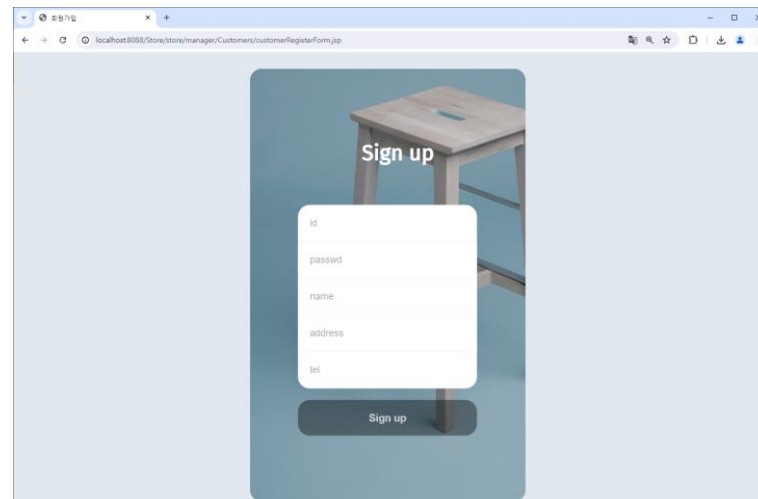 회원가입
localhost:8088/Store/store/manager/Customers/customerRegisterForm.jsp
Sign up
id
passwd
name
address
tel
Sign up